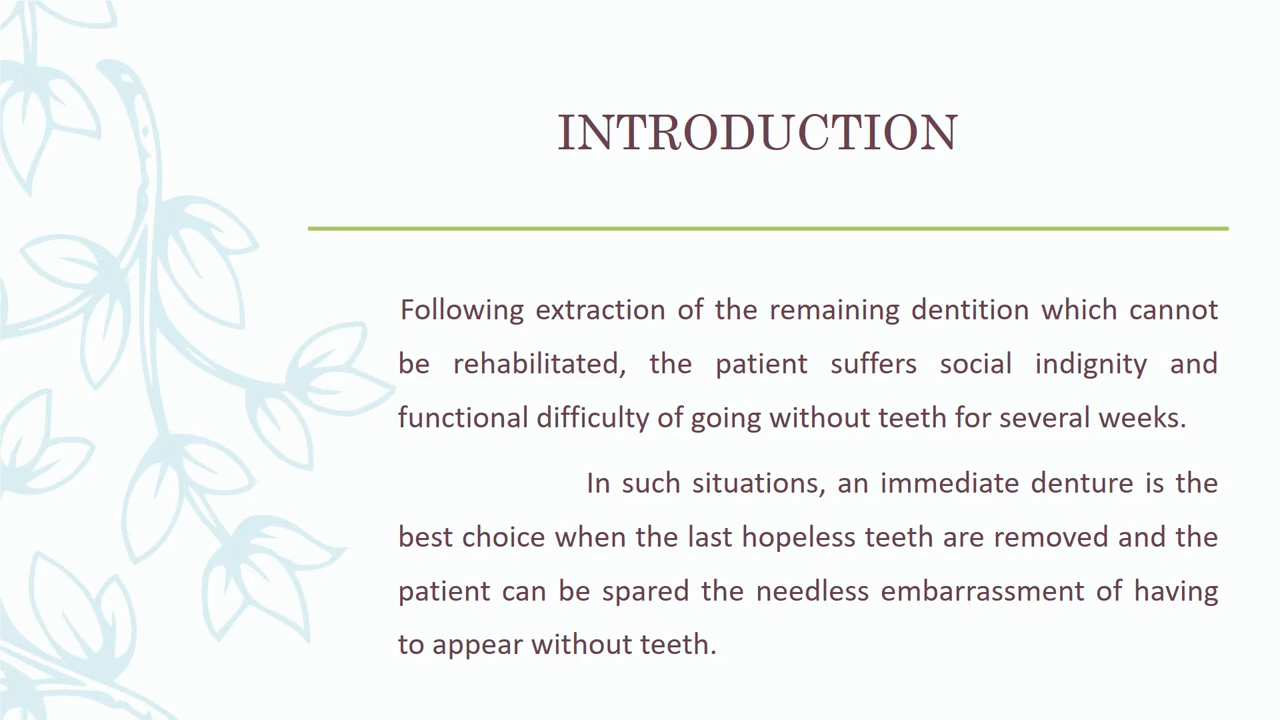 INTRODUCTION
Following extraction of the remaining dentition which cannot
be rehabilitated, the patient suffers social indignity and
functional difficulty of going without teeth for several weeks.
In such situations, an immediate denture is the
best choice when the last hopeless teeth are removed and the
patient can be spared the needless embarrassment of having
to appear without teeth.